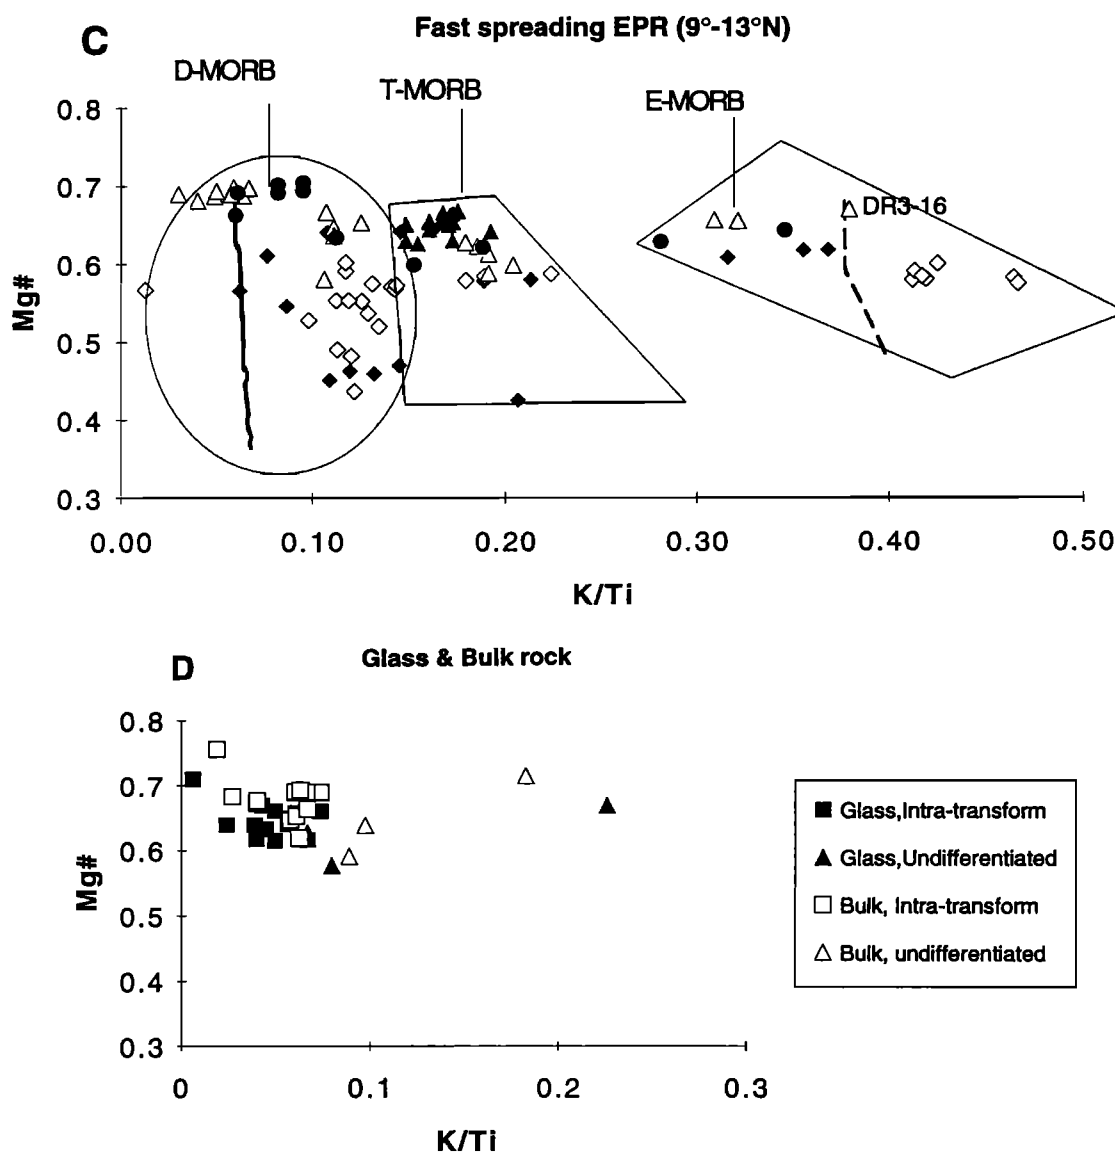 C
Fast spreading EPR (9°-13°N)
D-MORB
T-MORB
E-MORB
DR3-16
0.8
0.7
0.6
0.5
0.4
0.3
Mg#
0.00 0.10 0.20 0.30 0.40 0.50
K/Ti
D
Glass & Bulk rock
0.8
0.7
0.6
0.5
0.4
0.3
Mg#
0 0.1 0.2 0.3
K/Ti
Glass,Intra-transform
Glass,Undifferentiated
Bulk, Intra-transform
Bulk, undifferentiated